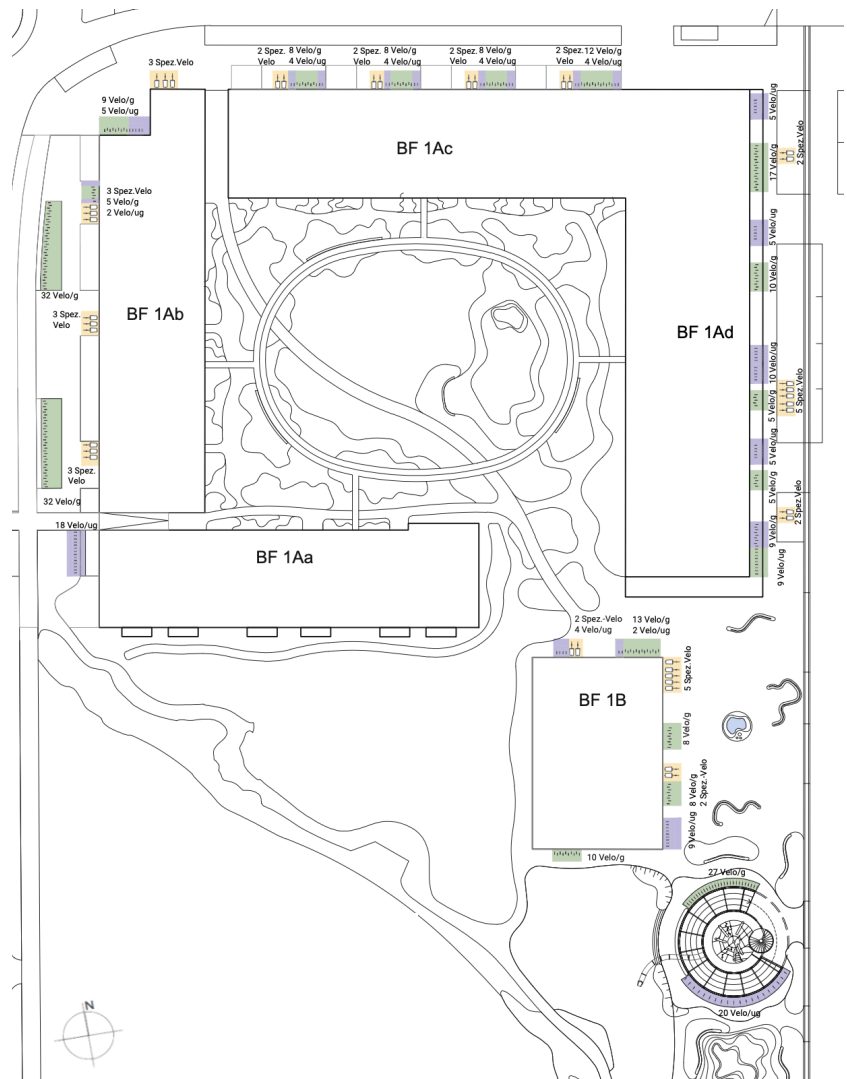 2 Spez. 8 Velo/g
Velo 4 Velo/ug
2 Spez. 8 Velo/g
Velo 4 Velo/ug
2 Spez. 8 Velo/g
Velo 4 Velo/ug
2 Spez. 12 Velo/g
Velo 4 Velo/ug
3 Spez.Velo
9 Velo/g
5 Velo/ug
BF 1Ac
5 Velo/ug
2 Spez.Velo
17 Velo/g
3 Spez.Velo
5 Velo/g
2 Velo/ug
5 Velo/ug
10 Velo/g
32 Velo/g
3 Spez.
Velo
BF 1Ab
BF 1Ad
10 Velo/ug
5 Spez.Velo
5 Velo/g
5 Velo/ug
3 Spez.
Velo
5 Velo/g
2 Spez.Velo
32 Velo/g
18 Velo/ug
9 Velo/g
BF 1Aa
9 Velo/ug
2 Spez.-Velo
4 Velo/ug
13 Velo/g
2 Velo/ug
5 Spez.Velo
BF 1B
8 Velo/g
8 Velo/g
2 Spez.-Velo
9 Velo/ug
10 Velo/g
27 Velo/g
20 Velo/ug
N